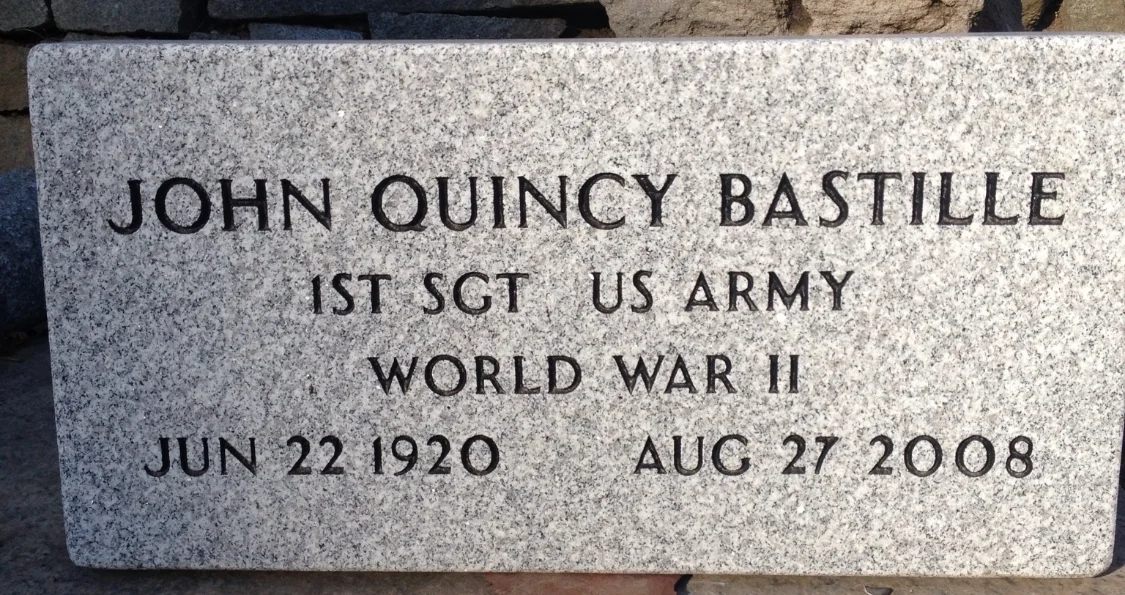 JOHN QUINCY BASTILLE
1ST SGT US ARMY
WORLD WAR II
JUN 22 1920 AUG 27 2008